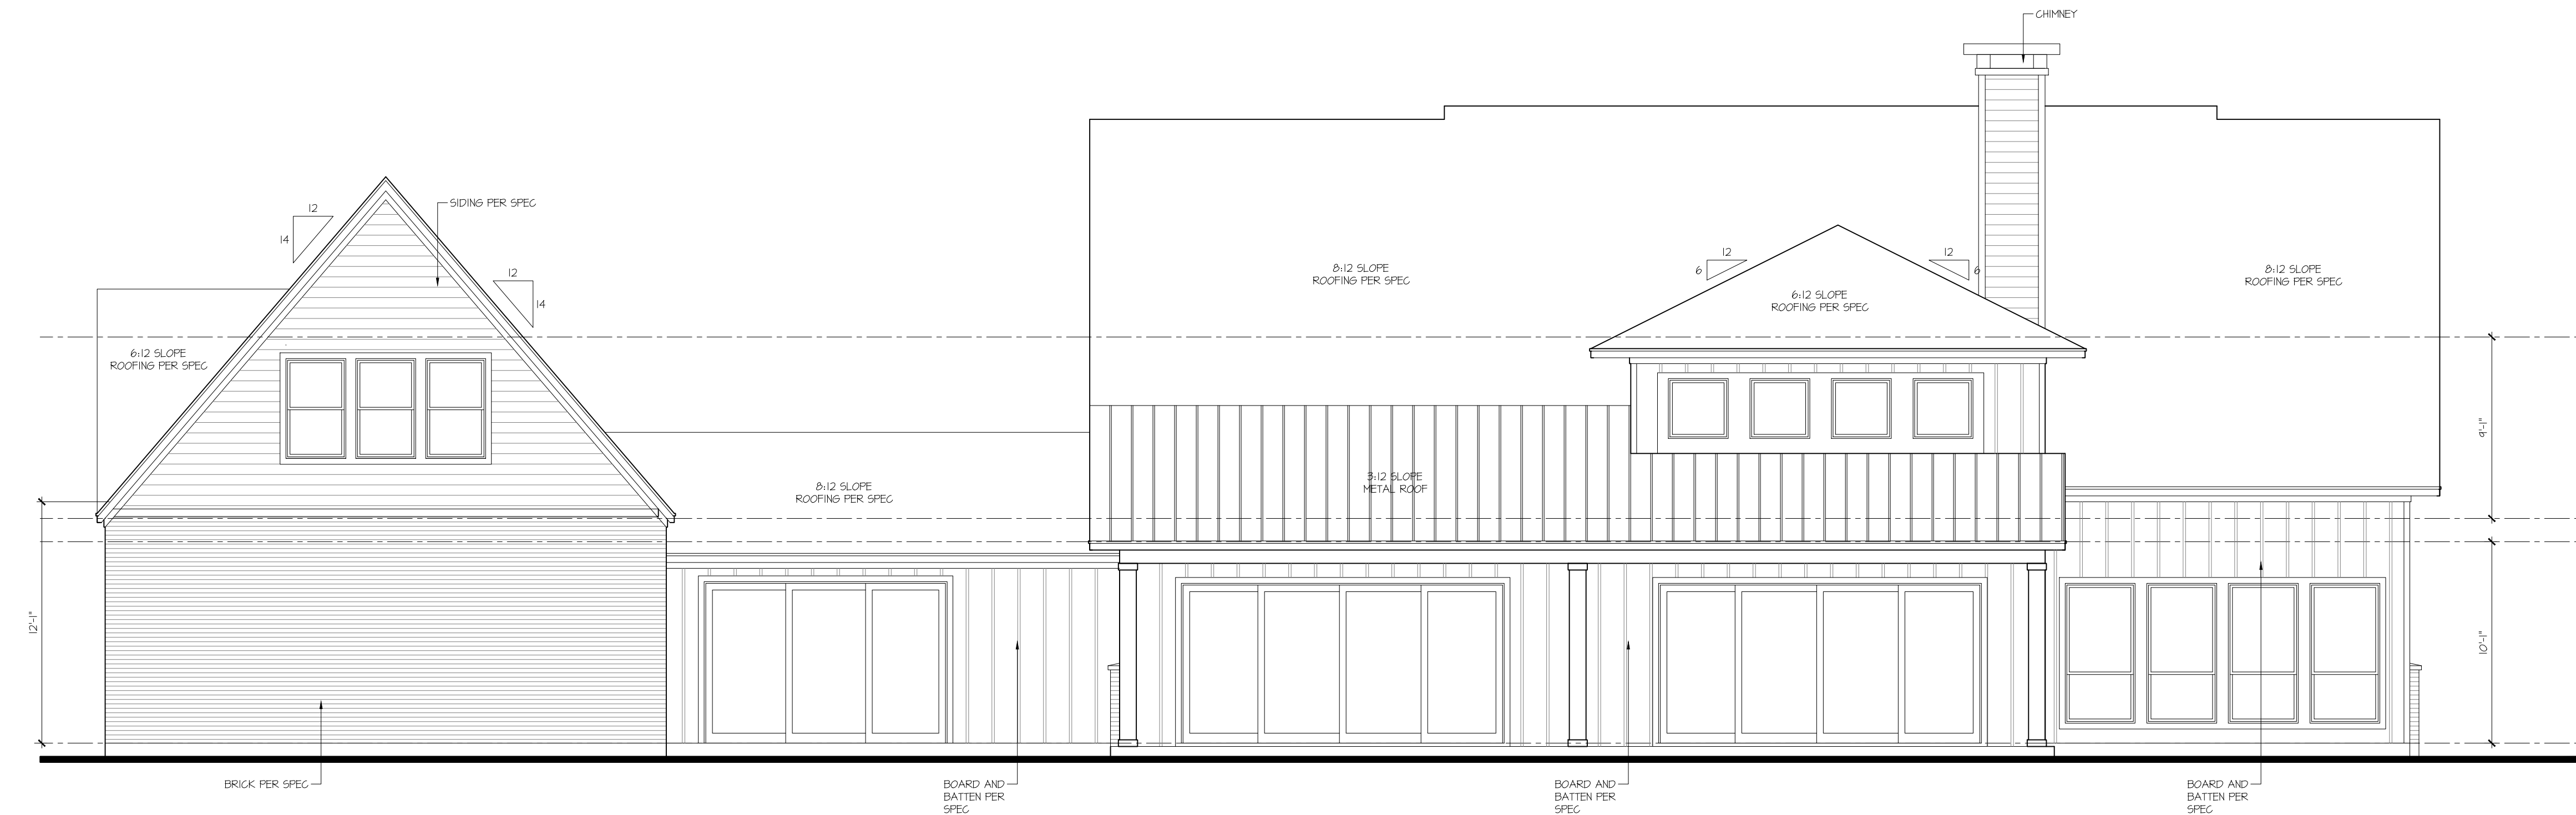 CHIMNEY
SIDING PER SPEC
12
14
12
14
8:12 SLOPE
ROOFING PER SPEC
12
6
12
6
6:12 SLOPE
ROOFING PER SPEC
8:12 SLOPE
ROOFING PER SPEC
6:12 SLOPE
ROOFING PER SPEC
9'-1"
3:12 SLOPE
METAL ROOF
8:12 SLOPE
ROOFING PER SPEC
12'-1"
10'-1"
BRICK PER SPEC
BOARD AND
BATTEN PER
SPEC
BOARD AND
BATTEN PER
SPEC
BOARD AND
BATTEN PER
SPEC